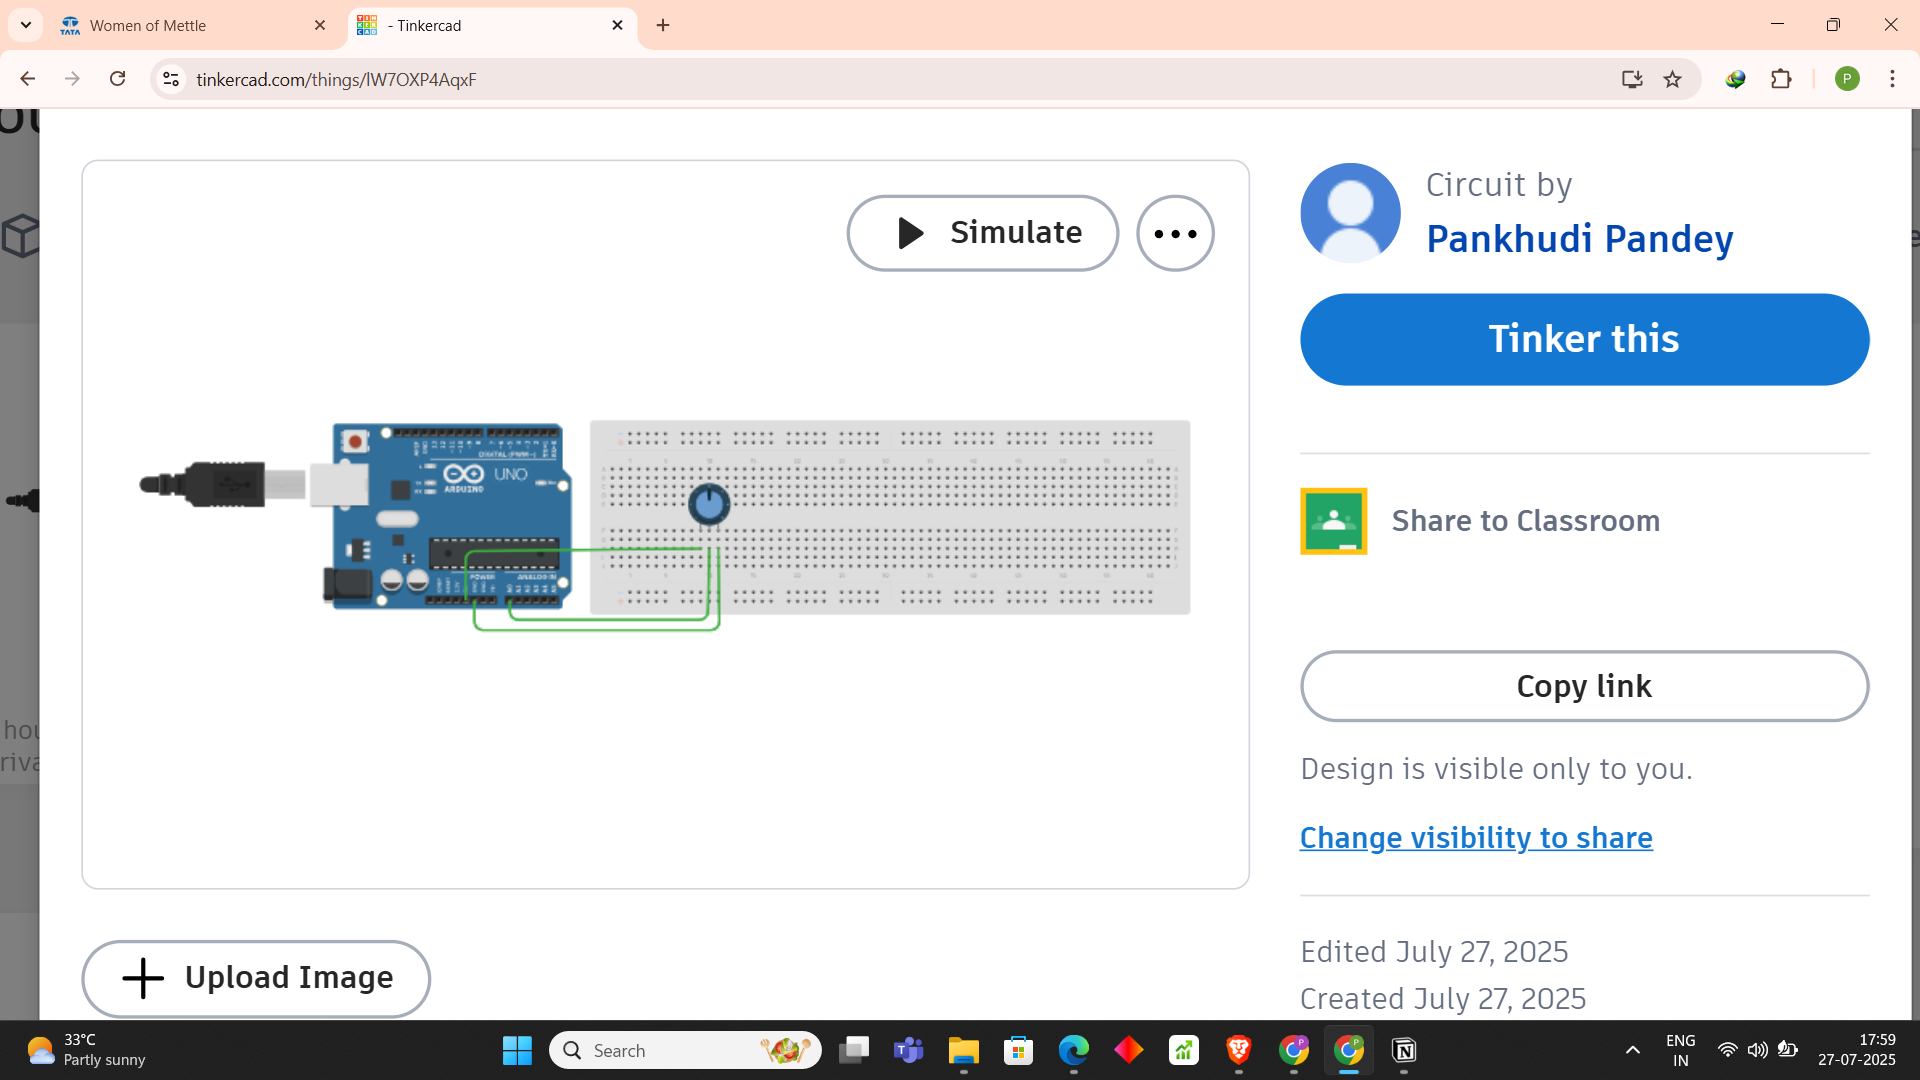 Women of Mettle
- Tinkercad
tinkercad.com/things/lW7OXP4AqxF
P
Simulate
Circuit by
Pankhudi Pandey
Tinker this
Share to Classroom
Copy link
Design is visible only to you.
Change visibility to share
Edited July 27, 2025
Created July 27, 2025
DIGITAL (PWM~)
UNO
ARDUINO
POWER
ANALOG IN
hou
riva
Upload Image
33°C
Partly sunny
Search
ENG
IN
17:59
27-07-2025